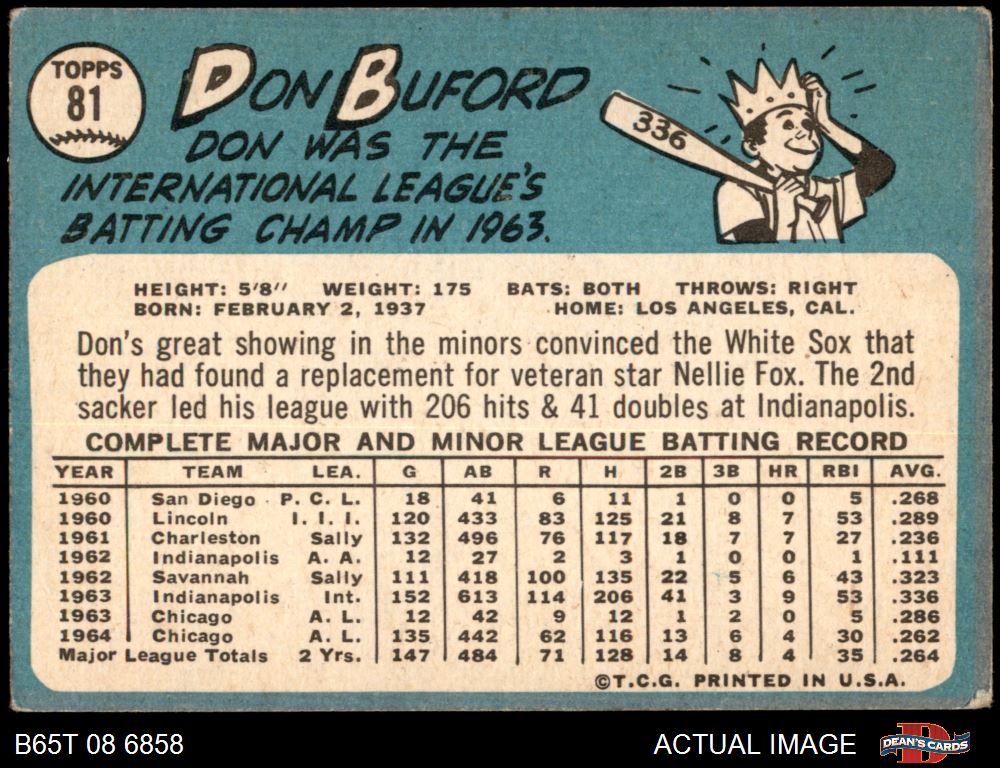 TOPPS
81
DON BUFORD
DON WAS THE
INTERNATIONAL LEAGUE'S
BATTING CHAMP IN 1963.
336
HEIGHT: 5'8" WEIGHT: 175 BATS: BOTH THROWS: RIGHT
BORN: FEBRUARY 2, 1937 HOME: LOS ANGELES, CAL.
Don's great showing in the minors convinced the White Sox that
they had found a replacement for veteran star Nellie Fox. The 2nd
sacker led his league with 206 hits & 41 doubles at Indianapolis.
COMPLETE MAJOR AND MINOR LEAGUE BATTING RECORD
YEAR TEAM LEA. G AB R H 2B 3B HR RBI AVG.
1960 San Diego P. C. L. 18 41 6 11 1 0 0 5 .268
1960 Lincoln I. I. I. 120 433 83 125 21 8 7 53 .289
1961 Charleston Sally 132 496 76 117 18 7 7 27 .236
1962 Indianapolis A. A. 12 27 2 3 1 0 0 1 .111
1962 Savannah Sally 111 418 100 135 22 5 6 43 .323
1963 Indianapolis Int. 152 613 114 206 41 3 9 53 .336
1963 Chicago A. L. 12 42 9 12 1 2 0 5 .286
1964 Chicago A. L. 135 442 62 116 13 6 4 30 .262
Major League Totals 2 Yrs. 147 484 71 128 14 8 4 35 .264
©T.C.G. PRINTED IN U.S.A.
B65T 08 6858 ACTUAL IMAGE DEAN'S CARDS